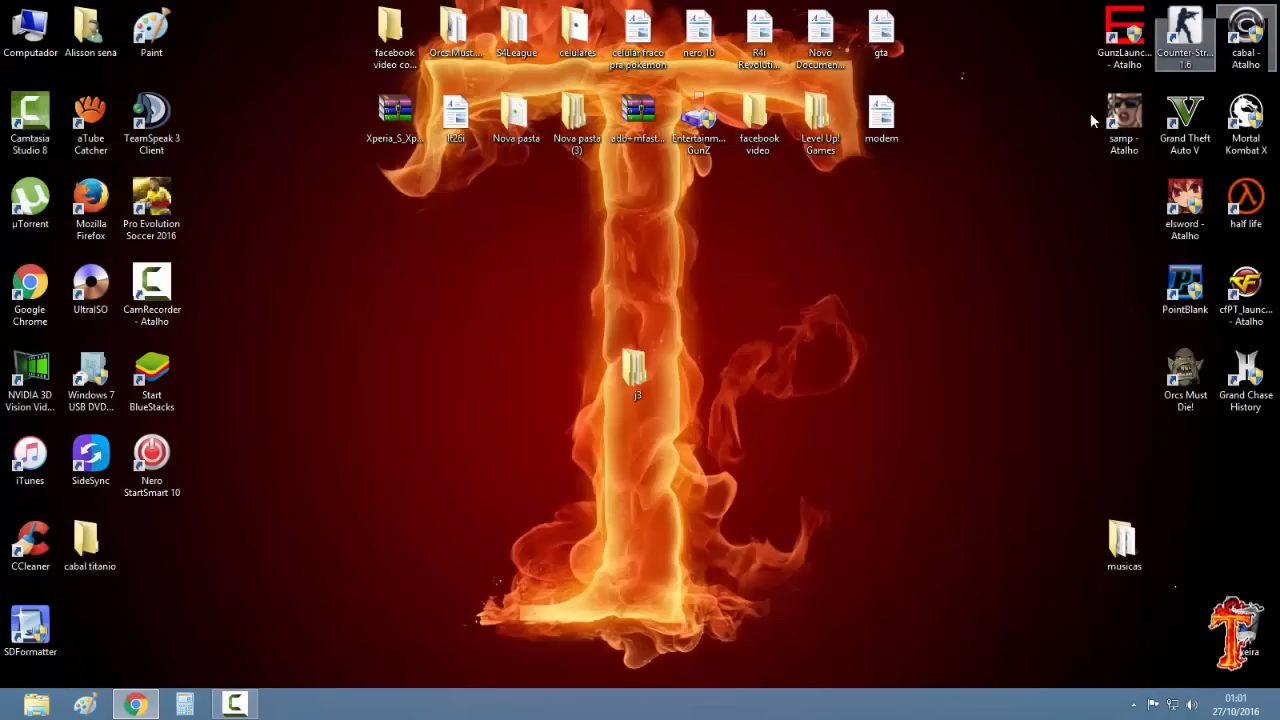 Computador
Alisson sena
Paint
facebook
video co...
Orcs Must...
S4League
celulares
celular fraco
pra pokemon
nero 10
R4i
Revoluti...
Novo
Documen...
gta
GunzLaunc...
- Atalho
Counter-Str...
1.6
cabal -
Atalho
Camtasia
Studio 8
aTube
Catcher
TeamSpeak 3
Client
Xperia_S_Xp...
lt26i
Nova pasta
Nova pasta
(3)
adb+mfast...
Entertainm...
GunZ
facebook
video
Level Up!
Games
modem
samp -
Atalho
Grand Theft
Auto V
Mortal
Kombat X
µTorrent
Mozilla
Firefox
Pro Evolution
Soccer 2016
elsword -
Atalho
half life
Google
Chrome
UltraISO
CamRecorder
- Atalho
PointBlank
cfPT_launc...
- Atalho
NVIDIA 3D
Vision Vid...
Windows 7
USB DVD...
Start
BlueStacks
j3
Orcs Must
Die!
Grand Chase
History
iTunes
SideSync
Nero
StartSmart 10
CCleaner
cabal titanio
musicas
SDFormatter
01:01
27/10/2016